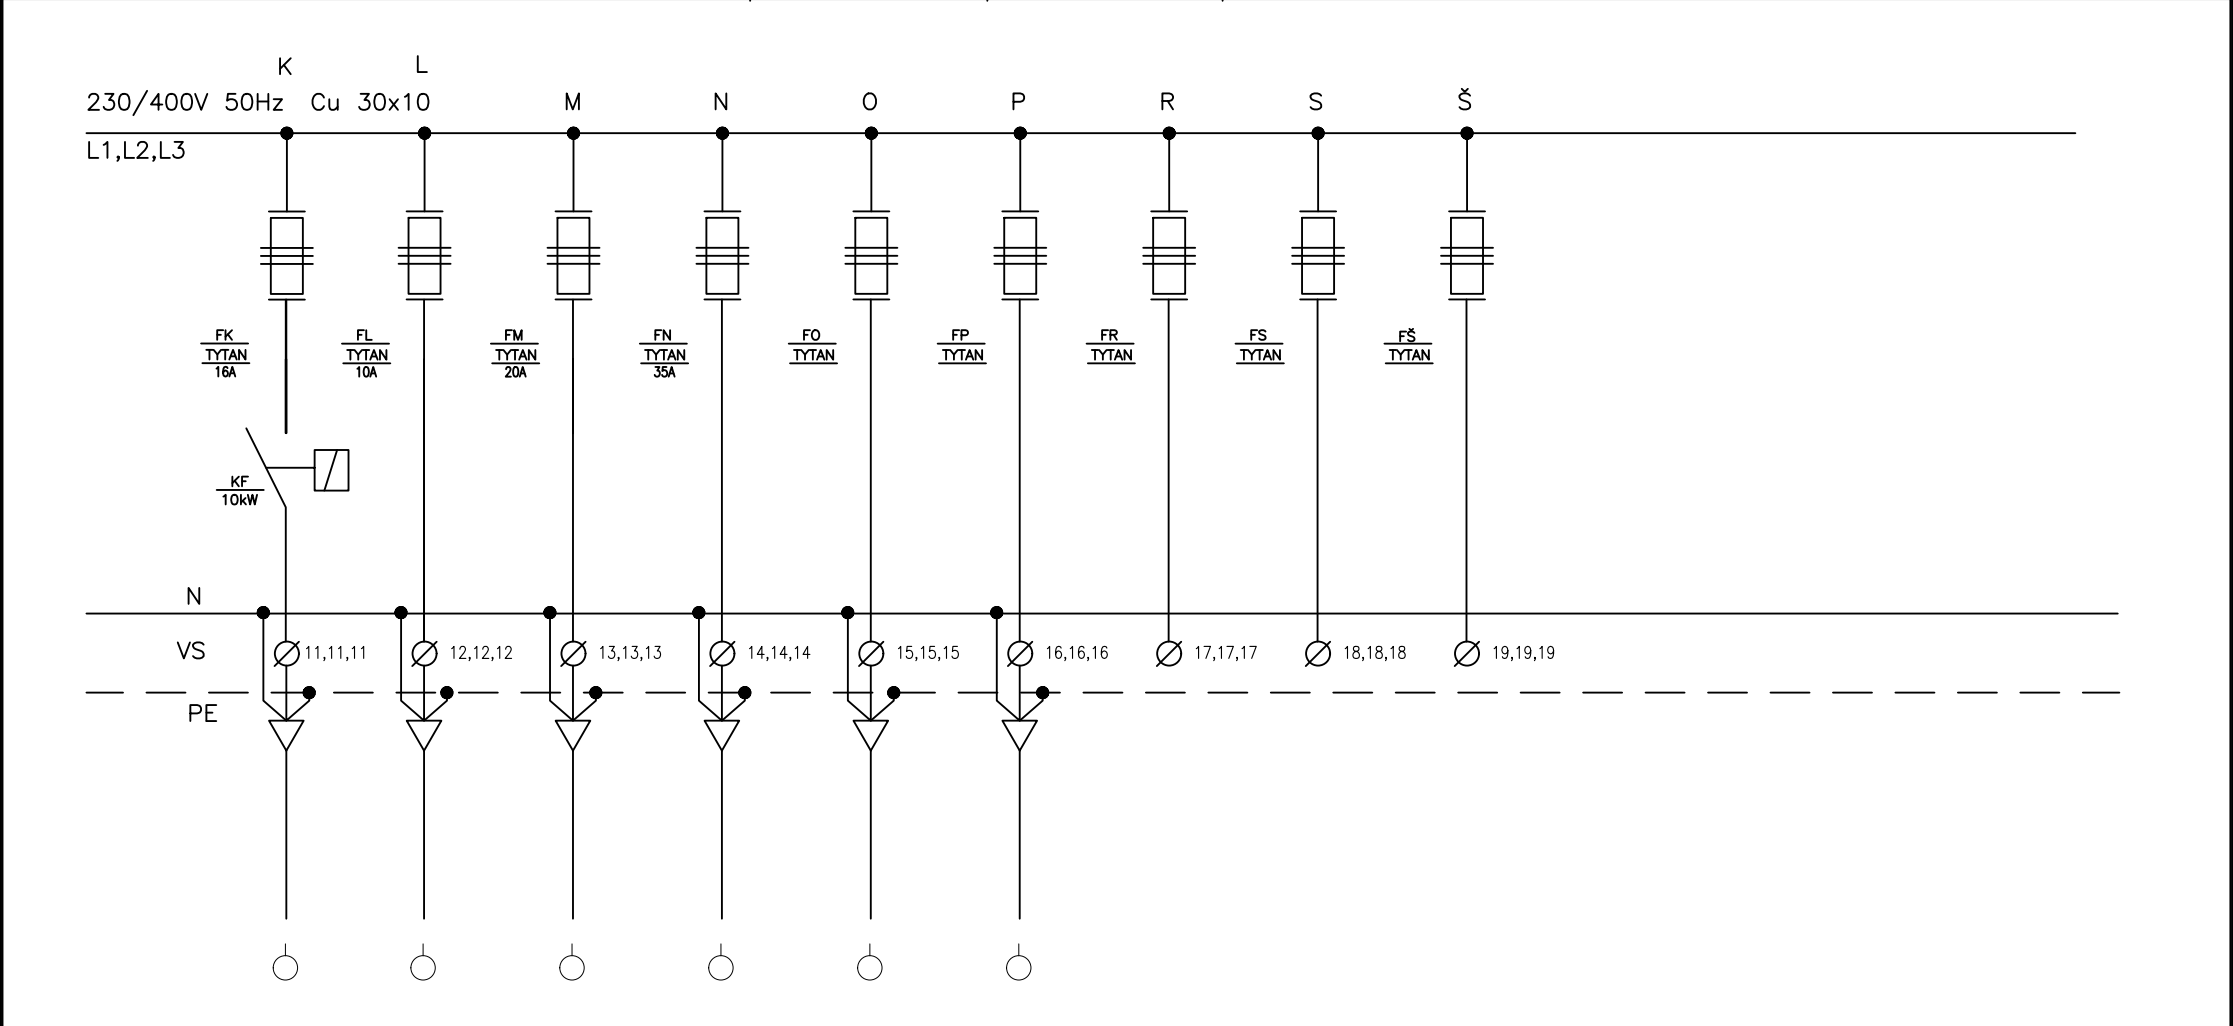 K L
230/400V 50Hz Cu 30x10 M N O P R S Š
L1,L2,L3
FK FL FM FN FO FP FR FS FŠ
TYTAN TYTAN TYTAN TYTAN TYTAN TYTAN TYTAN TYTAN TYTAN
16A 10A 20A 35A
KF
10kW
N
VS 11,11,11 12,12,12 13,13,13 14,14,14 15,15,15 16,16,16 17,17,17 18,18,18 19,19,19
PE